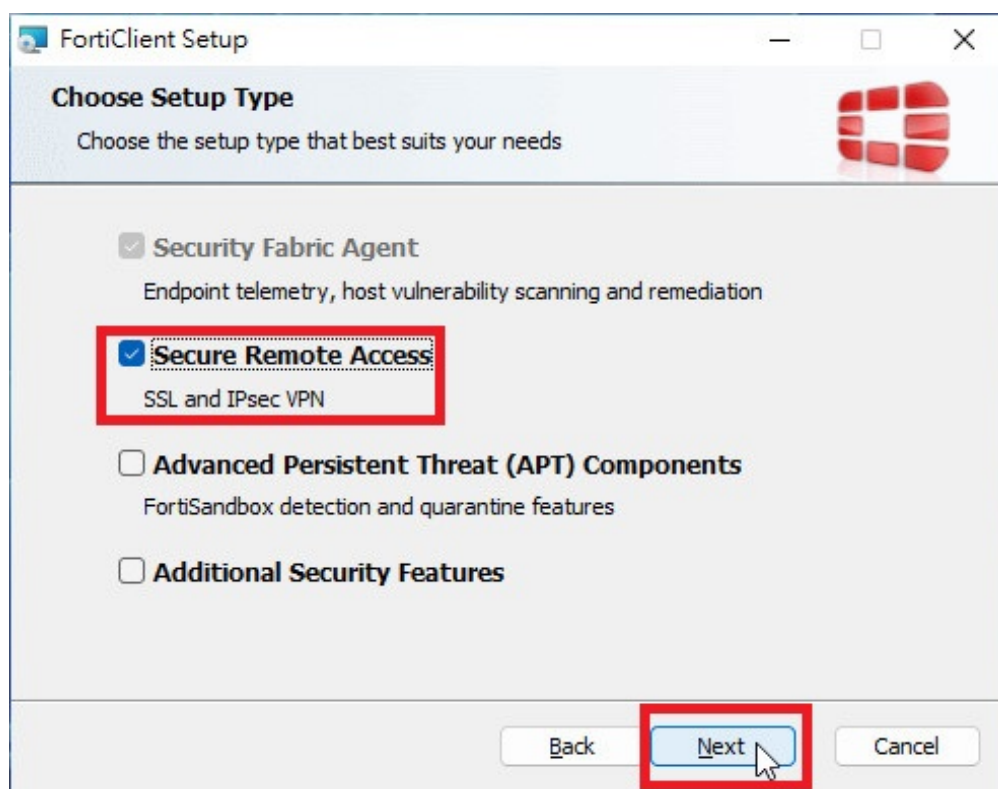 FortiClient Setup
Choose Setup Type
Choose the setup type that best suits your needs
Security Fabric Agent
Endpoint telemetry, host vulnerability scanning and remediation
Secure Remote Access
SSL and IPsec VPN
Advanced Persistent Threat (APT) Components
FortiSandbox detection and quarantine features
Additional Security Features
Back Next Cancel